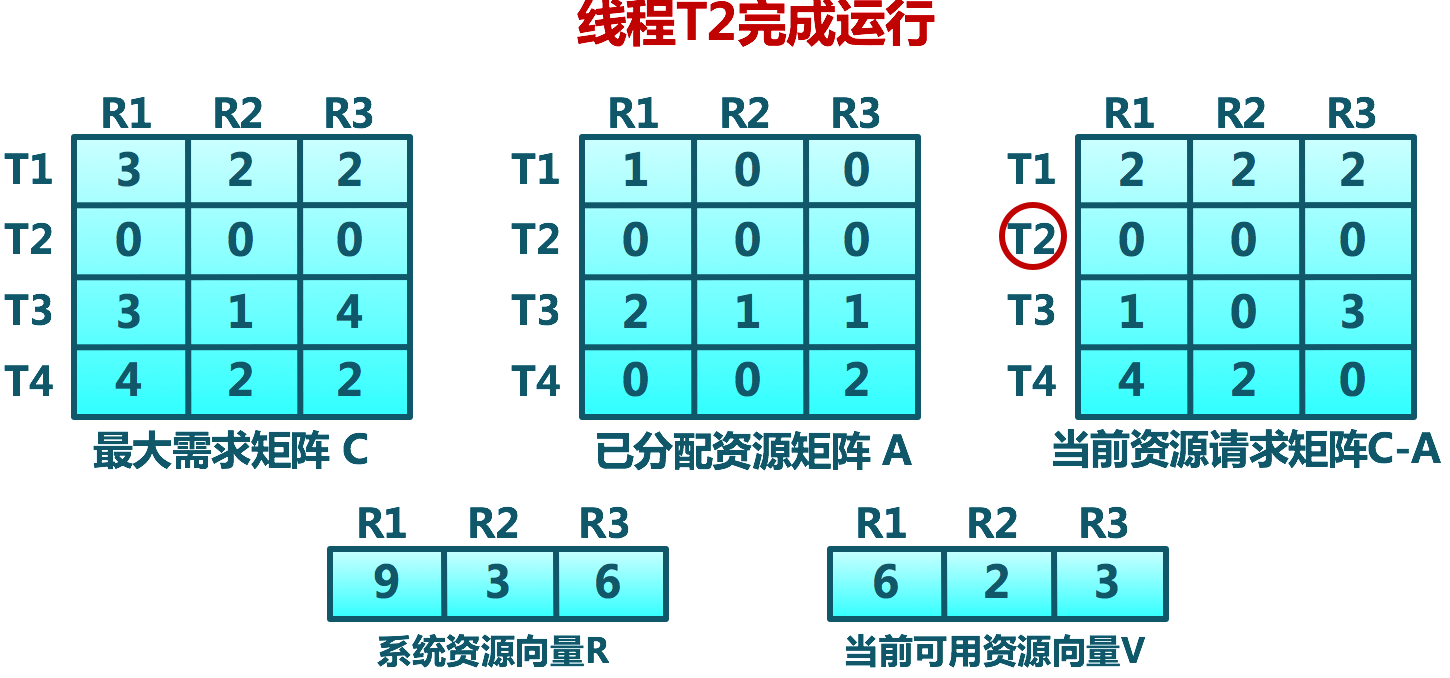 线程T2完成运行
R1 R2 R3 R1 R2 R3 R1 R2 R3
T1 3 2 2 T1 1 0 0 T1 2 2 2
T2 0 0 0 T2 0 0 0 T2 0 0 0
T3 3 1 4 T3 2 1 1 T3 1 0 3
T4 4 2 2 T4 0 0 2 T4 4 2 0
最大需求矩阵 C 已分配资源矩阵 A 当前资源请求矩阵C-A
R1 R2 R3 R1 R2 R3
9 3 6 6 2 3
系统资源向量R 当前可用资源向量V